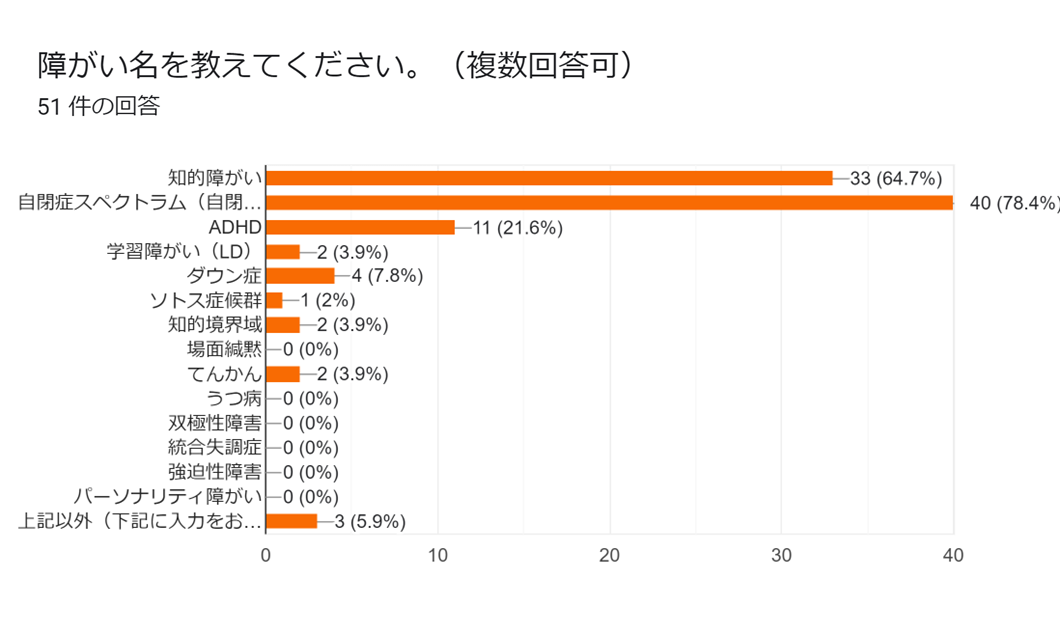 障がい名を教えてください。（複数回答可）
51 件の回答
知的障がい 33 (64.7%)
自閉症スペクトラム（自閉… 40 (78.4%)
ADHD 11 (21.6%)
学習障がい（LD） 2 (3.9%)
ダウン症 4 (7.8%)
ソトス症候群 1 (2%)
知的境界域 2 (3.9%)
場面緘黙 0 (0%)
てんかん 2 (3.9%)
うつ病 0 (0%)
双極性障害 0 (0%)
統合失調症 0 (0%)
強迫性障害 0 (0%)
パーソナリティ障がい 0 (0%)
上記以外（下記に入力をお… 3 (5.9%)
0 10 20 30 40